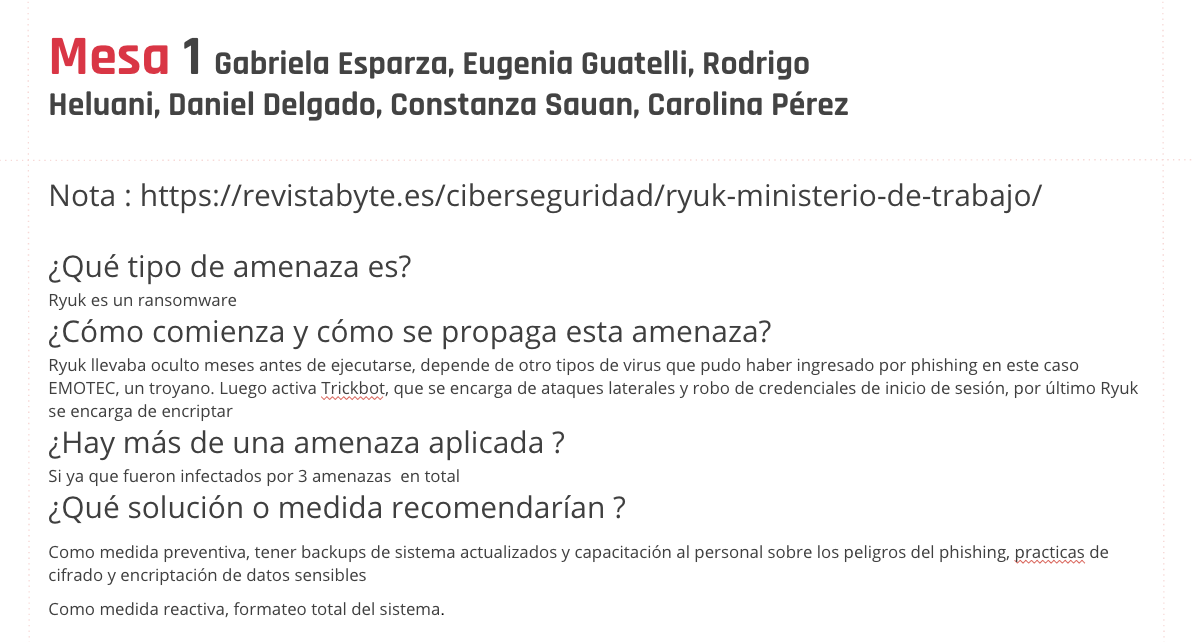 Mesa 1 Gabriela Esparza, Eugenia Guatelli, Rodrigo
Heluani, Daniel Delgado, Constanza Sauan, Carolina Pérez
Nota : https://revistabyte.es/ciberseguridad/ryuk-ministerio-de-trabajo/
¿Qué tipo de amenaza es?
Ryuk es un ransomware
¿Cómo comienza y cómo se propaga esta amenaza?
Ryuk llevaba oculto meses antes de ejecutarse, depende de otro tipos de virus que pudo haber ingresado por phishing en este caso
EMOTEC, un troyano. Luego activa Trickbot, que se encarga de ataques laterales y robo de credenciales de inicio de sesión, por último Ryuk
se encarga de encriptar
¿Hay más de una amenaza aplicada ?
Si ya que fueron infectados por 3 amenazas  en total
¿Qué solución o medida recomendarían ?
Como medida preventiva, tener backups de sistema actualizados y capacitación al personal sobre los peligros del phishing, practicas de
cifrado y encriptación de datos sensibles
Como medida reactiva, formateo total del sistema.